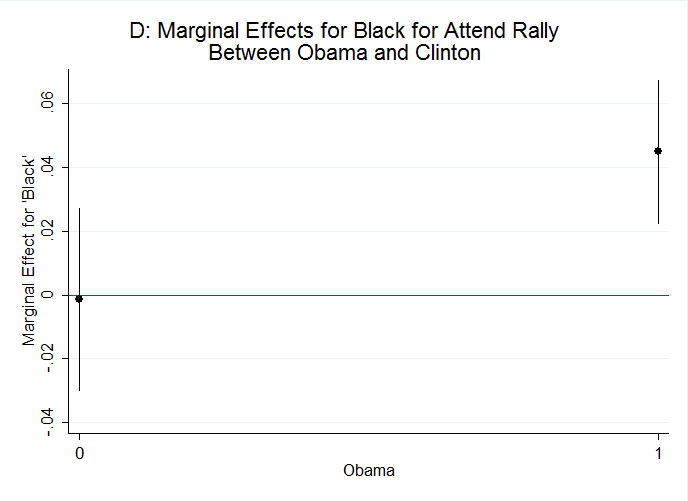 D: Marginal Effects for Black for Attend Rally
Between Obama and Clinton
Marginal Effect for 'Black'
.06
.04
.02
0
-.02
-.04
0
1
Obama